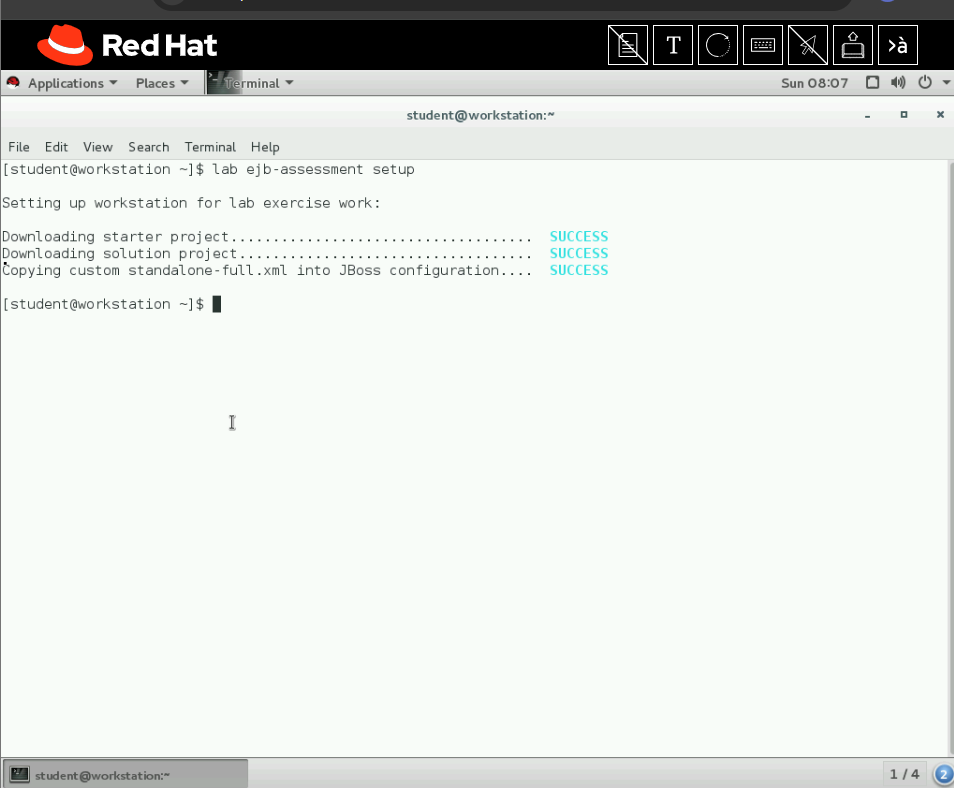 Red Hat
T
›à
Applications Places Terminal Sun 08:07
student@workstation:~
File Edit View Search Terminal Help
[student@workstation ~]$ lab ejb-assessment setup
Setting up workstation for lab exercise work:
Downloading starter project.................................... SUCCESS
Downloading solution project................................... SUCCESS
Copying custom standalone-full.xml into JBoss configuration.... SUCCESS
[student@workstation ~]$
student@workstation:~ 1 / 4 2